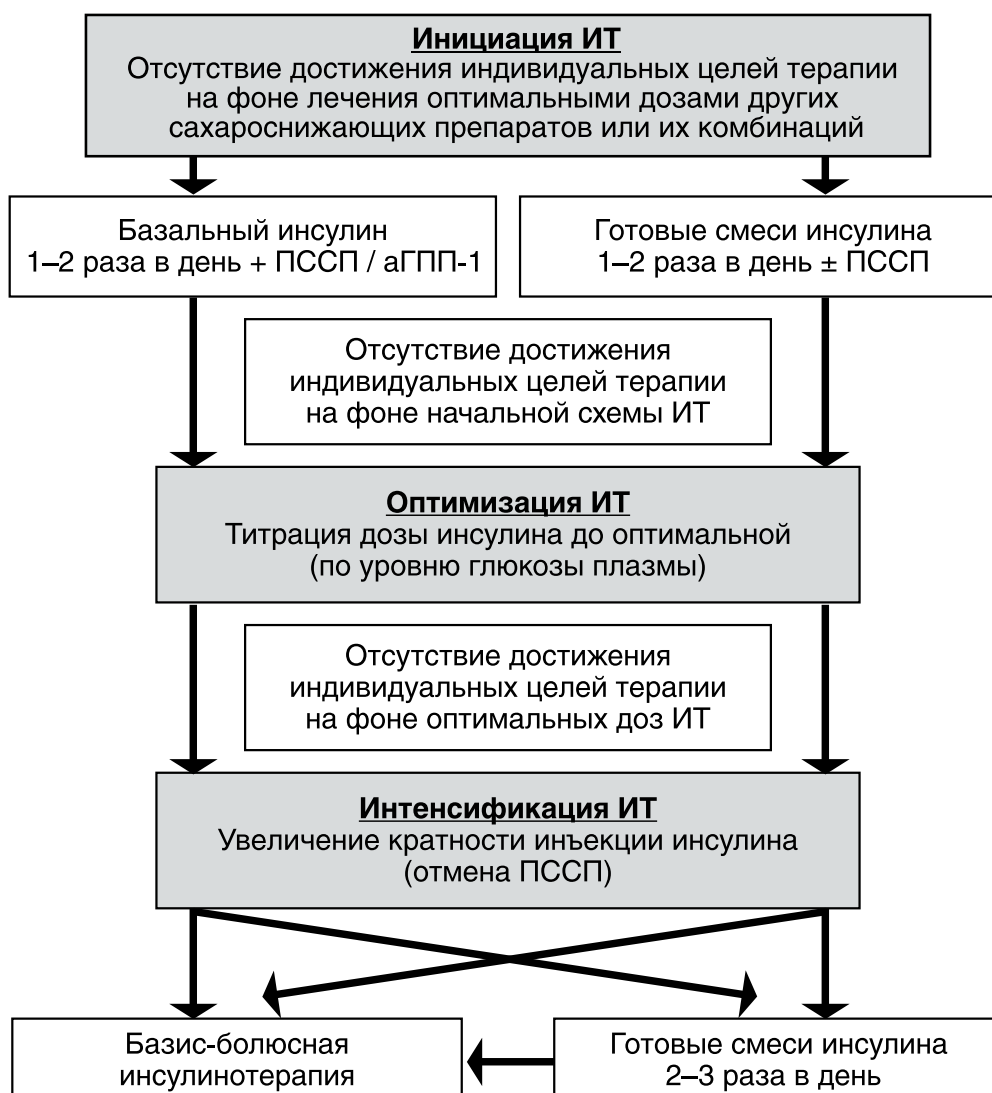 Инициация ИТ
Отсутствие достижения индивидуальных целей терапии
на фоне лечения оптимальными дозами других
сахароснижающих препаратов или их комбинаций
Базальный инсулин
1–2 раза в день + ПССП / аГПП-1
Готовые смеси инсулина
1–2 раза в день ± ПССП
Отсутствие достижения
индивидуальных целей терапии
на фоне начальной схемы ИТ
Оптимизация ИТ
Титрация дозы инсулина до оптимальной
(по уровню глюкозы плазмы)
Отсутствие достижения
индивидуальных целей терапии
на фоне оптимальных доз ИТ
Интенсификация ИТ
Увеличение кратности инъекции инсулина
(отмена ПССП)
Базис-болюсная
инсулинотерапия
Готовые смеси инсулина
2–3 раза в день